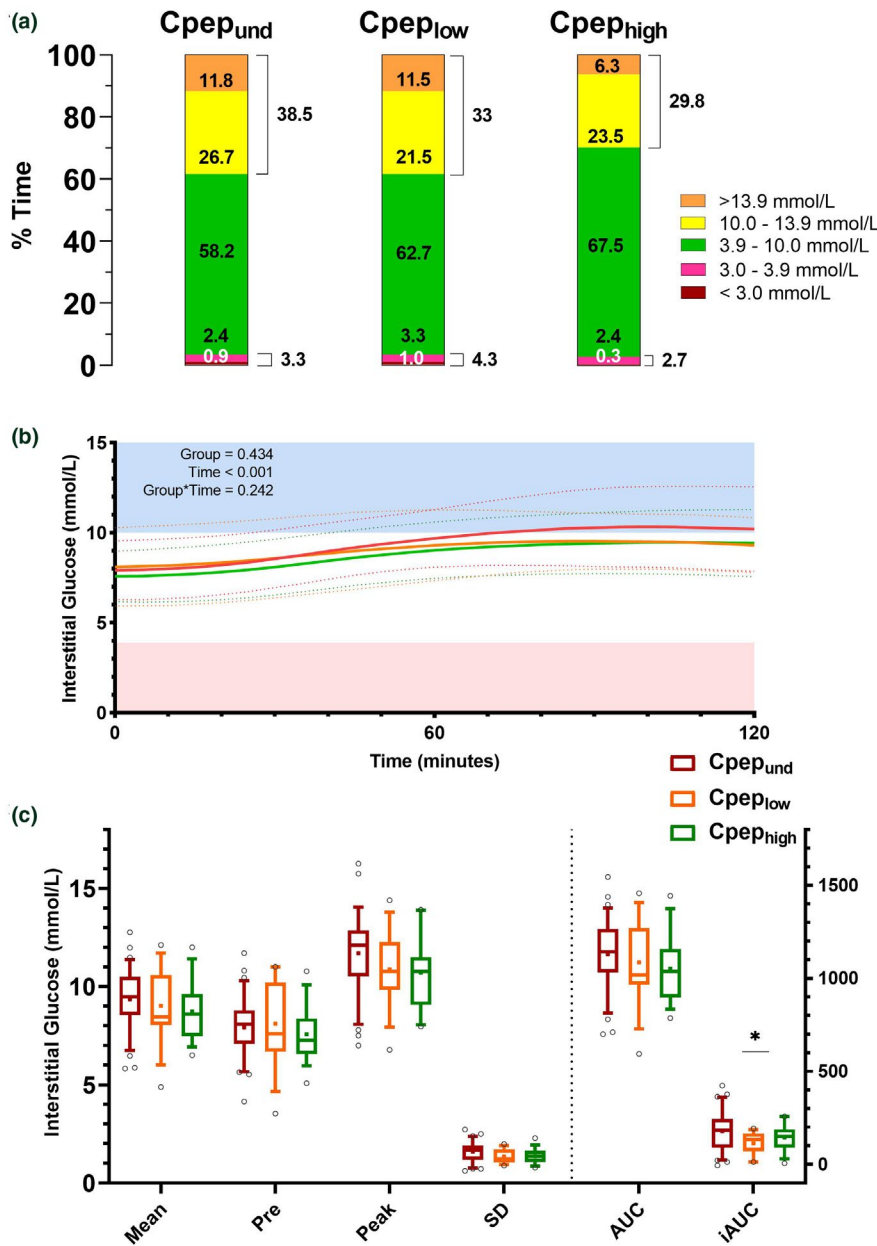 (a)
Cpepund Cpeplow Cpephigh
% Time
100
80
60
40
20
0
11.8 11.5 6.3
38.5 33 29.8
26.7 21.5 23.5
58.2 62.7 67.5
2.4 3.3 2.4
0.9 3.3 1.0 4.3 0.3 2.7
>13.9 mmol/L
10.0 - 13.9 mmol/L
3.9 - 10.0 mmol/L
3.0 - 3.9 mmol/L
< 3.0 mmol/L
(b)
Interstitial Glucose (mmol/L)
15
10
5
0
Group = 0.434
Time < 0.001
Group*Time = 0.242
0 60 120
Time (minutes)
Cpepund
Cpeplow
Cpephigh
(c)
Interstitial Glucose (mmol/L)
15
10
5
0
1500
1000
500
0
*
Mean Pre Peak SD AUC iAUC